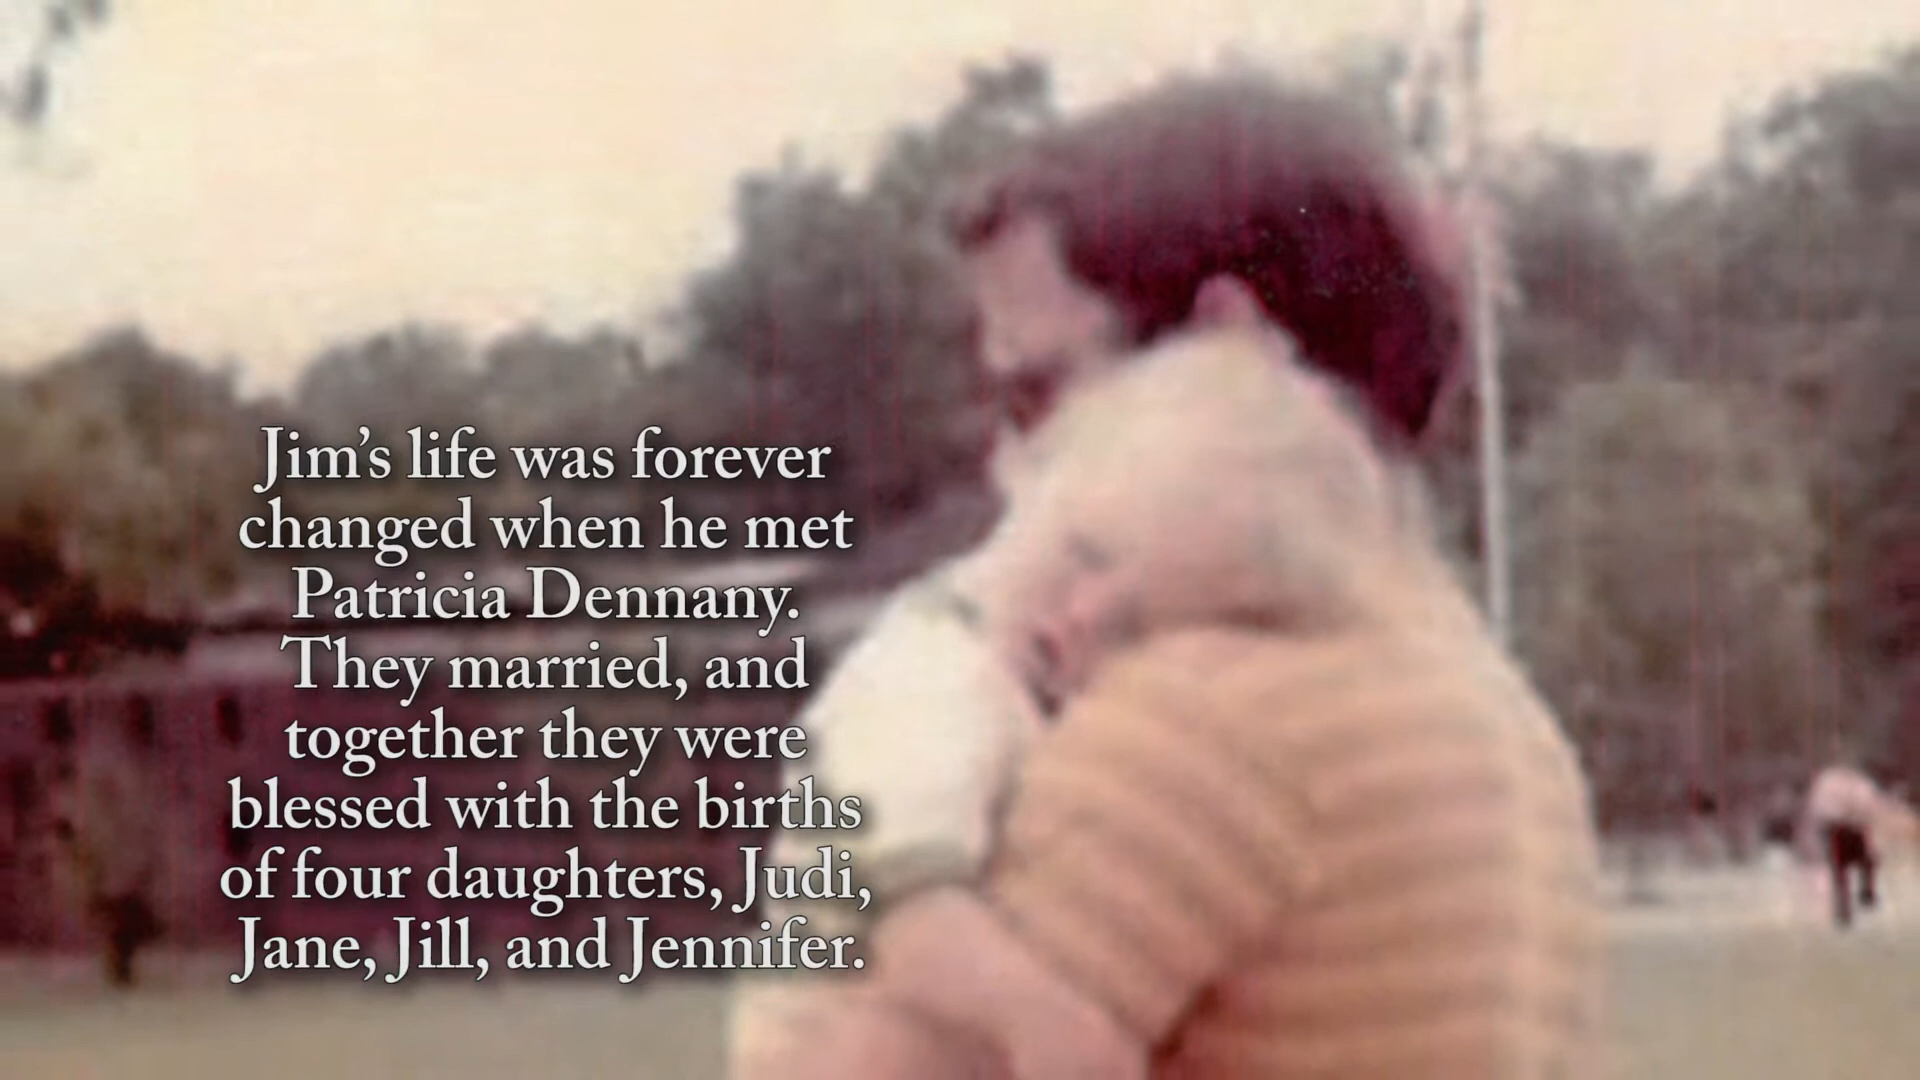 Jim’s life was forever
changed when he met
Patricia Dennany.
They married, and
together they were
blessed with the births
of four daughters, Judi,
Jane, Jill, and Jennifer.